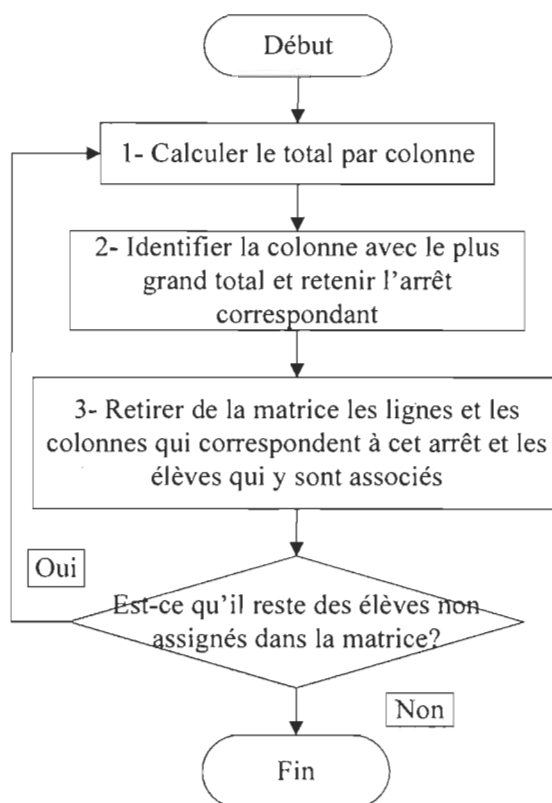 Début
1- Calculer le total par colonne
2- Identifier la colonne avec le plus
grand total et retenir l'arrêt
correspondant
3- Retirer de la matrice les lignes et les
colonnes qui correspondent à cet arrêt et les
élèves qui y sont associés
Oui
Est-ce qu'il reste des élèves non
assignés dans la matrice?
Non
Fin